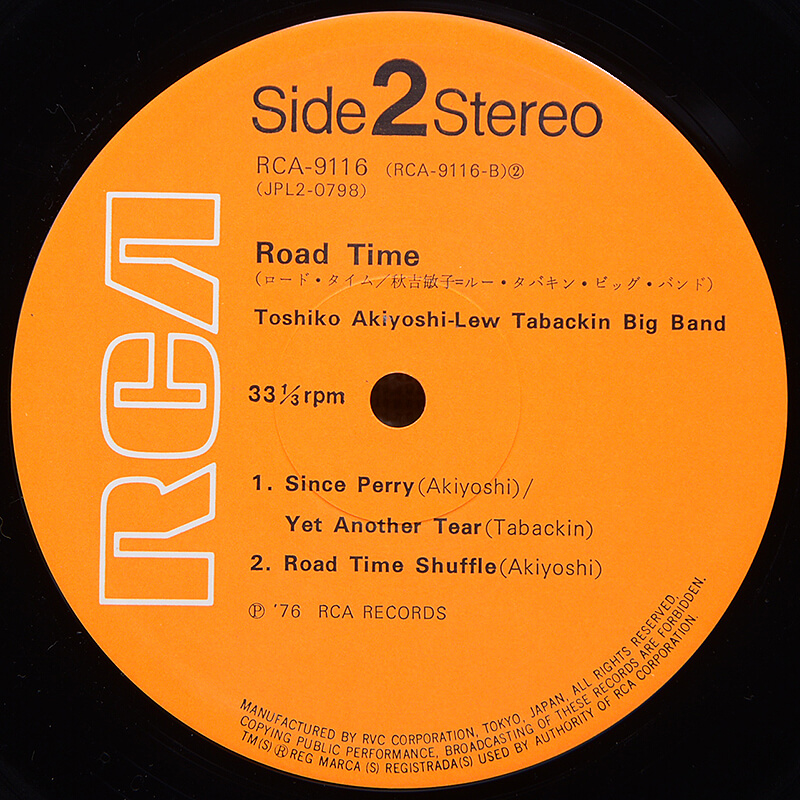 Side 2 Stereo
RCA-9116 (RCA-9116-B)②
(JPL2-0798)
RCA
Road Time
(ロード・タイム/秋吉敏子=ルー・タバキン・ビッグ・バンド)
Toshiko Akiyoshi-Lew Tabackin Big Band
33 1/3 rpm
1. Since Perry(Akiyoshi)/
Yet Another Tear(Tabackin)
2. Road Time Shuffle(Akiyoshi)
Ⓟ '76 RCA RECORDS
MANUFACTURED BY RVC CORPORATION, TOKYO, JAPAN, ALL RIGHTS RESERVED.
COPYING PUBLIC PERFORMANCE, BROADCASTING OF THESE RECORDS ARE FORBIDDEN.
TM(S) ® REG MARCA (S) REGISTRADA(S) USED BY AUTHORITY OF RCA CORPORATION.